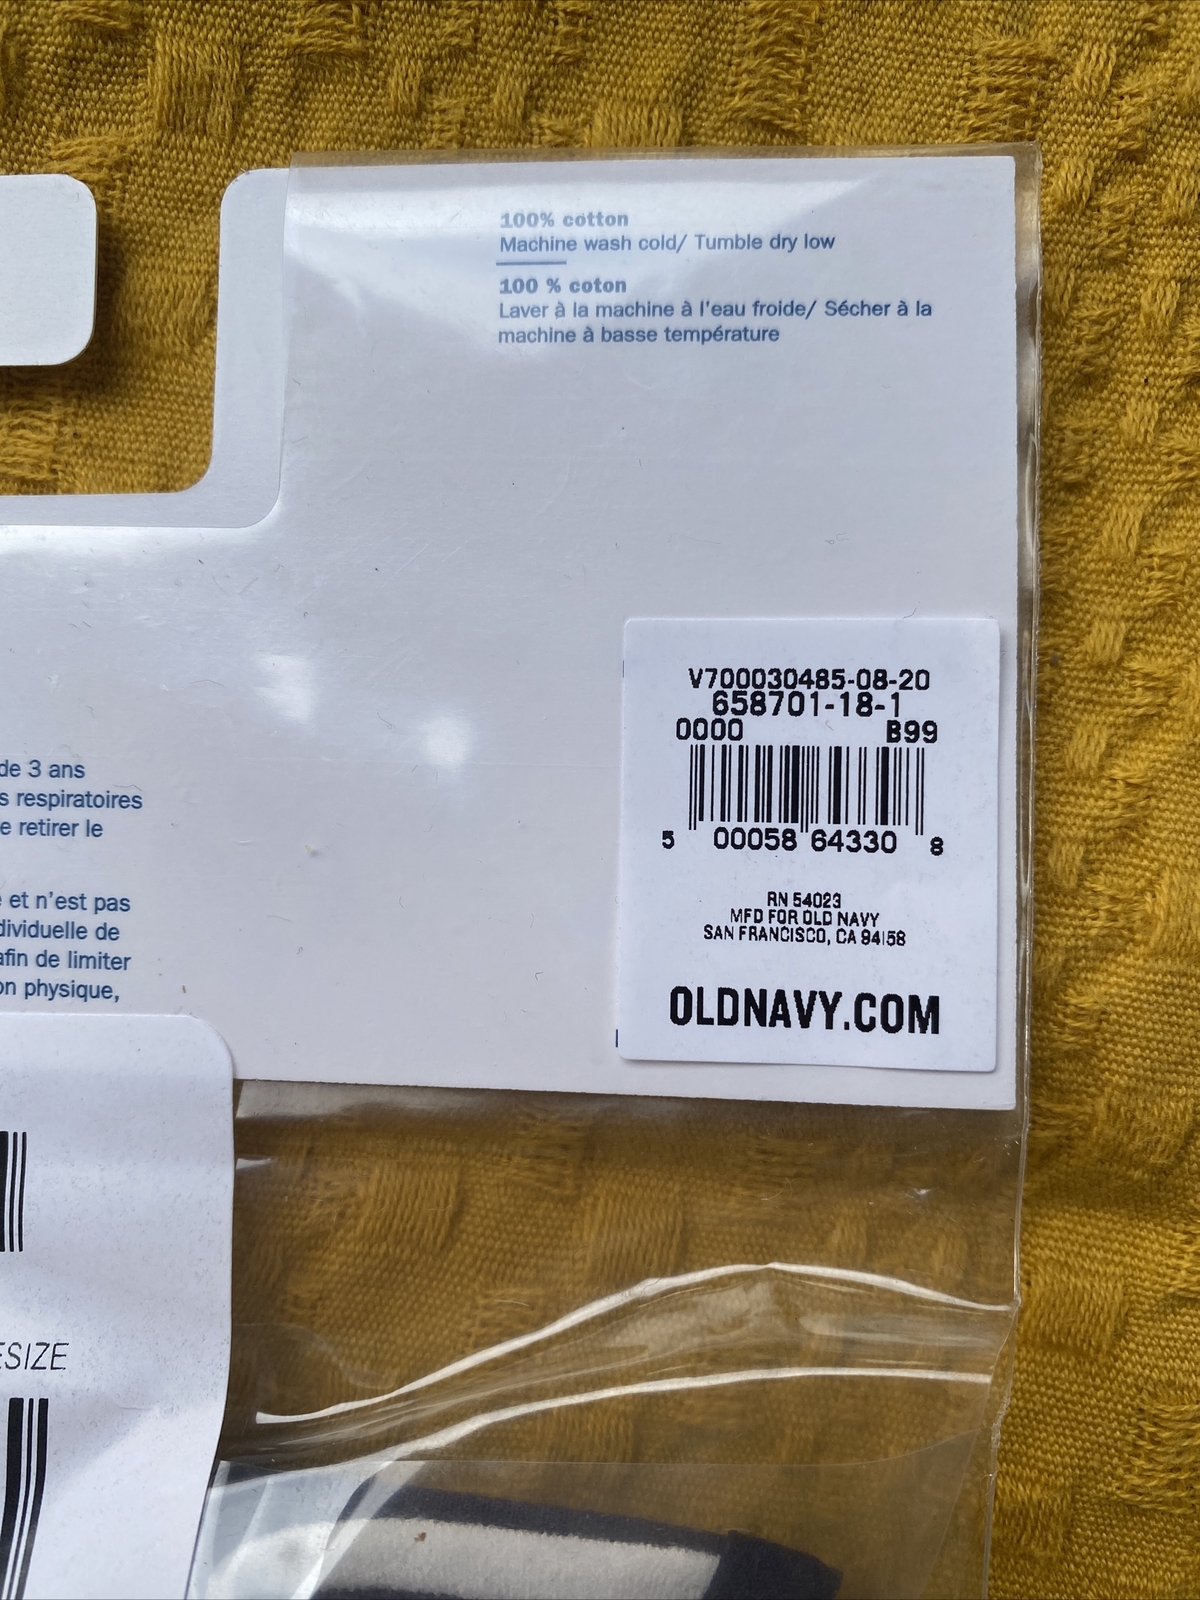 100% cotton
Machine wash cold/ Tumble dry low
100 % coton
Laver à la machine à l'eau froide/ Sécher à la
machine à basse température
V700030485-08-20
658701-18-1
0000 B99
5 00058 64330 8
RN 54023
MFD FOR OLD NAVY
SAN FRANCISCO, CA 94158
OLDNAVY.COM
de 3 ans
s respiratoires
e retirer le
et n'est pas
dividuelle de
afin de limiter
on physique,
ESIZE